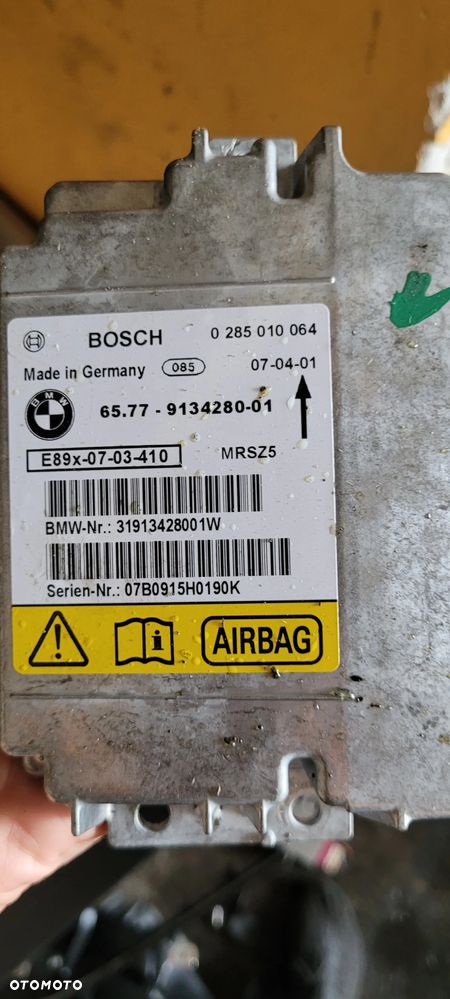 BOSCH 0 285 010 064
Made in Germany 085 07-04-01
BMW 65.77 - 9134280-01
E89x-07-03-410 MRSZ5
BMW-Nr.: 31913428001W
Serien-Nr.: 07B0915H0190K
AIRBAG
OTOMOTO